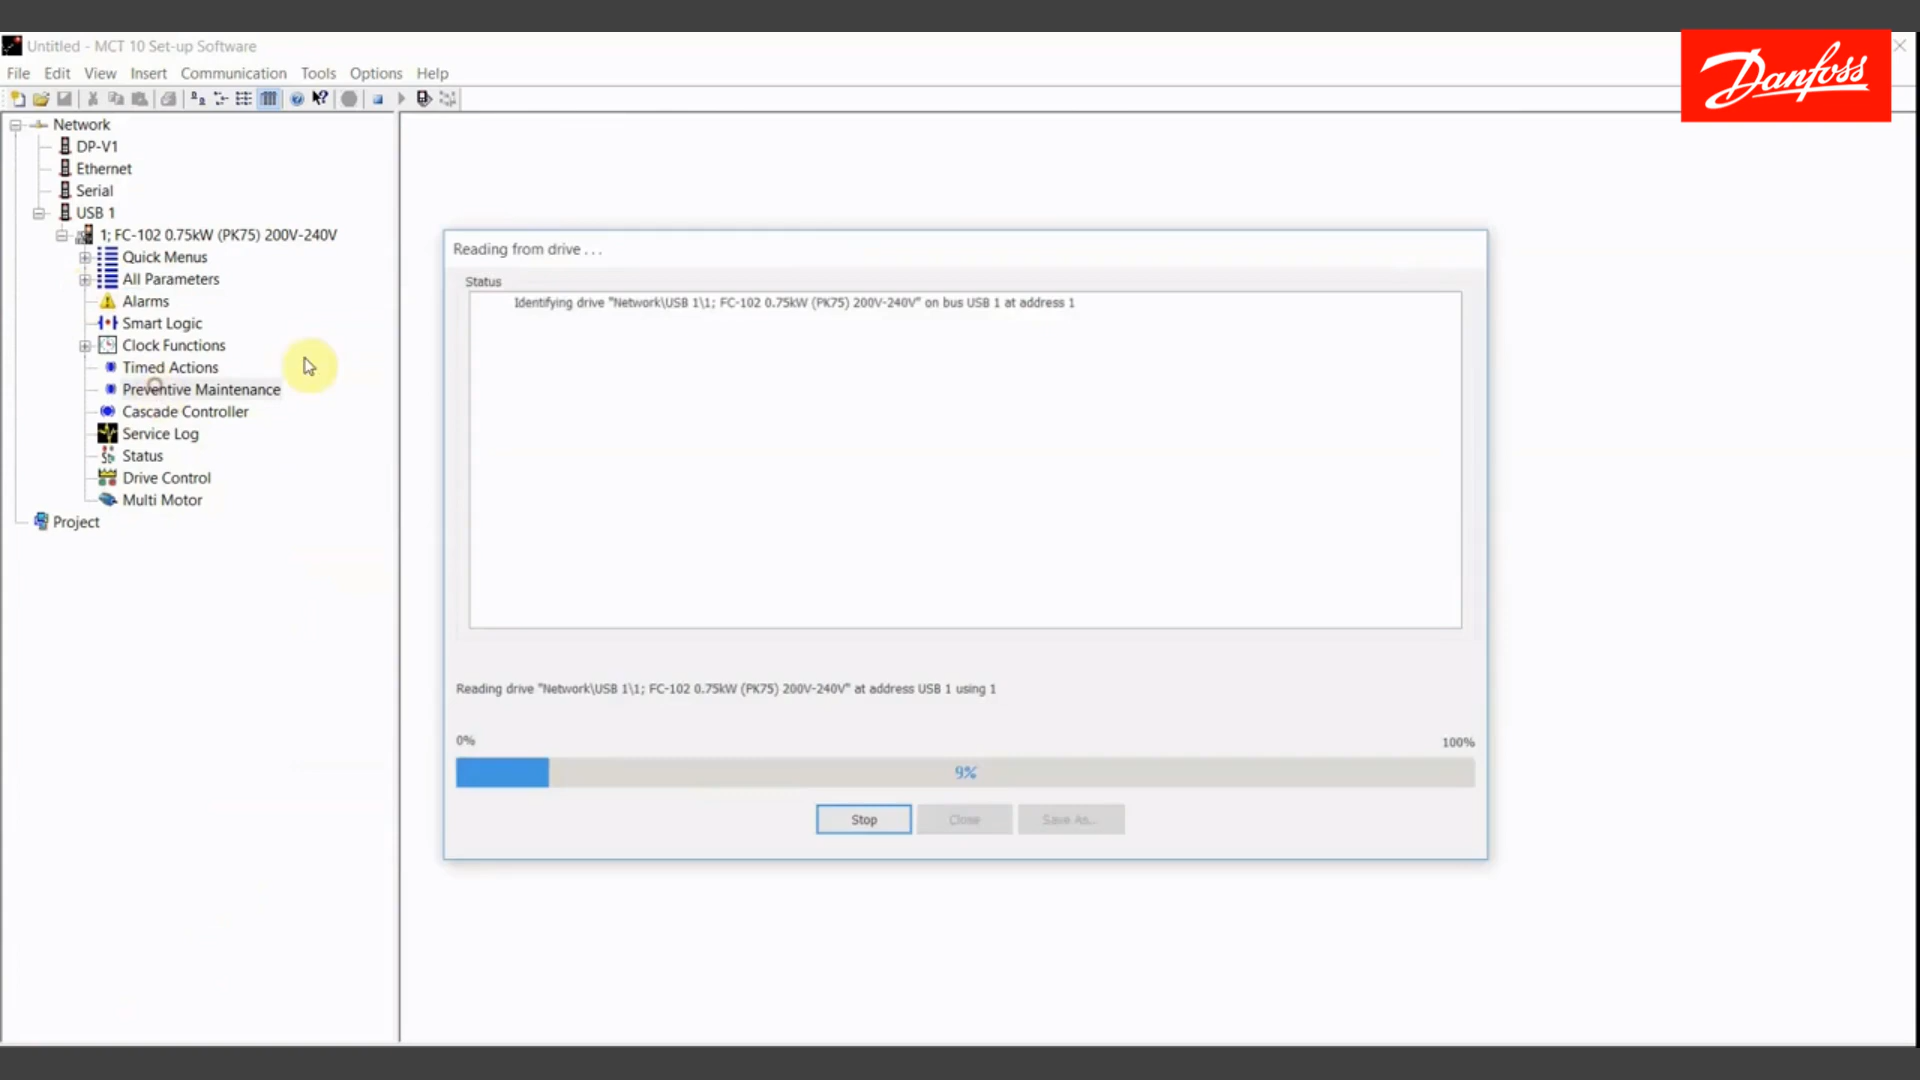 Untitled - MCT 10 Set-up Software
File Edit View Insert Communication Tools Options Help
Danfoss
Network
DP-V1
Ethernet
Serial
USB 1
1; FC-102 0.75kW (PK75) 200V-240V
Quick Menus
All Parameters
Alarms
Smart Logic
Clock Functions
Timed Actions
Preventive Maintenance
Cascade Controller
Service Log
Status
Drive Control
Multi Motor
Project
Reading from drive . . .
Status
Identifying drive "Network\USB 1\1; FC-102 0.75kW (PK75) 200V-240V" on bus USB 1 at address 1
Reading drive "Network\USB 1\1; FC-102 0.75kW (PK75) 200V-240V" at address USB 1 using 1
0% 100%
9%
Stop Close Save As...